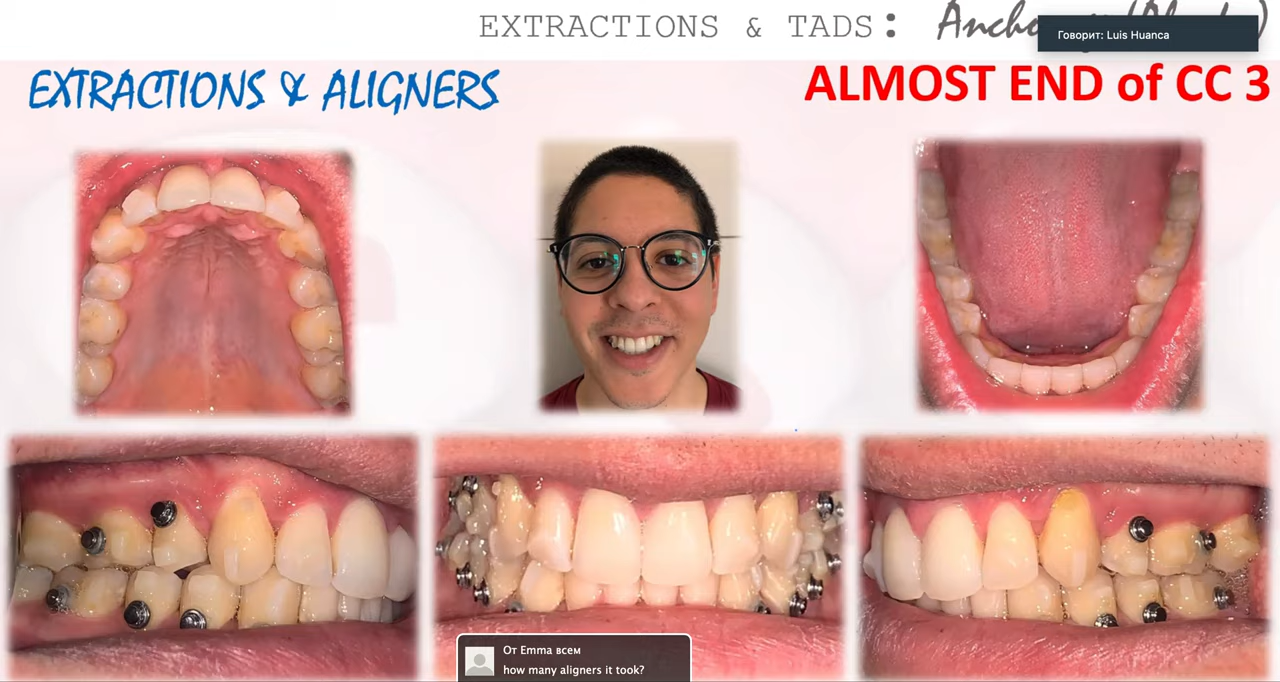 EXTRACTIONS & TADS:
Говорит: Luis Huanca
EXTRACTIONS & ALIGNERS
ALMOST END of CC 3
От Emma всем
how many aligners it took?